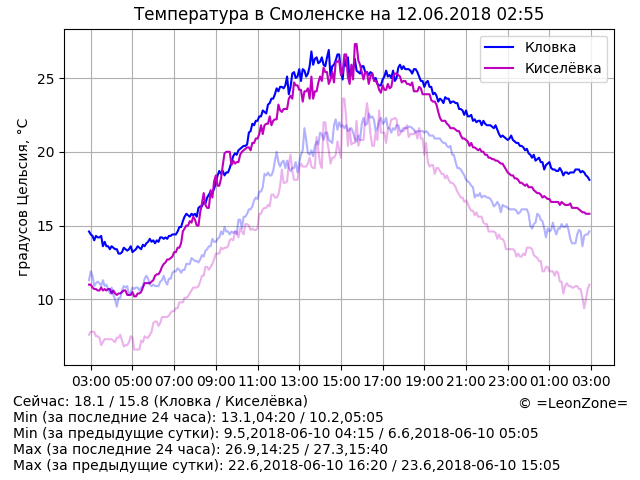 Температура в Смоленске на 12.06.2018 02:55
Кловка
Киселёвка
градусов Цельсия, °C
25
20
15
10
03:00 05:00 07:00 09:00 11:00 13:00 15:00 17:00 19:00 21:00 23:00 01:00 03:00
Сейчас: 18.1 / 15.8 (Кловка / Киселёвка)
© =LeonZone=
Min (за последние 24 часа): 13.1,04:20 / 10.2,05:05
Min (за предыдущие сутки): 9.5,2018-06-10 04:15 / 6.6,2018-06-10 05:05
Max (за последние 24 часа): 26.9,14:25 / 27.3,15:40
Max (за предыдущие сутки): 22.6,2018-06-10 16:20 / 23.6,2018-06-10 15:05